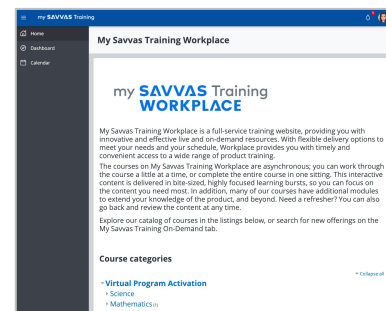 my SAVVAS Training
Home
Dashboard
Calendar
My Savvas Training Workplace
my SAVVAS Training
WORKPLACE
My Savvas Training Workplace is a full-service training website, providing you with
innovative and effective live and on-demand resources. With flexible delivery options to
meet your needs and your schedule, Workplace provides you with timely and
convenient access to a wide range of product training.
The courses on My Savvas Training Workplace are asynchronous; you can work through
the course a little at a time, or complete the entire course in one sitting. This interactive
content is delivered in bite-sized, highly focused learning bursts, so you can focus on
the content you need most. In addition, many of our courses have additional modules
to extend your knowledge of the product, and beyond. Need a refresher? You can also
go back and review the content at any time.
Explore our catalog of courses in the listings below, or search for new offerings on the
My Savvas Training On-Demand tab.
Course categories
Collapse all
Virtual Program Activation
Science
Mathematics